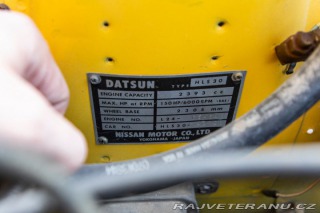 DATSUN TYPE HLS30
ENGINE CAPACITY 2393 cc
MAX. HP. at RPM 150HP/6000RPM
WHEEL BASE mm
ENGINE NO. L24-
CAR NO. HLS30-
NISSAN MOTOR CO., LTD.
YOKOHAMA JAPAN
RAJVETERANU.CZ